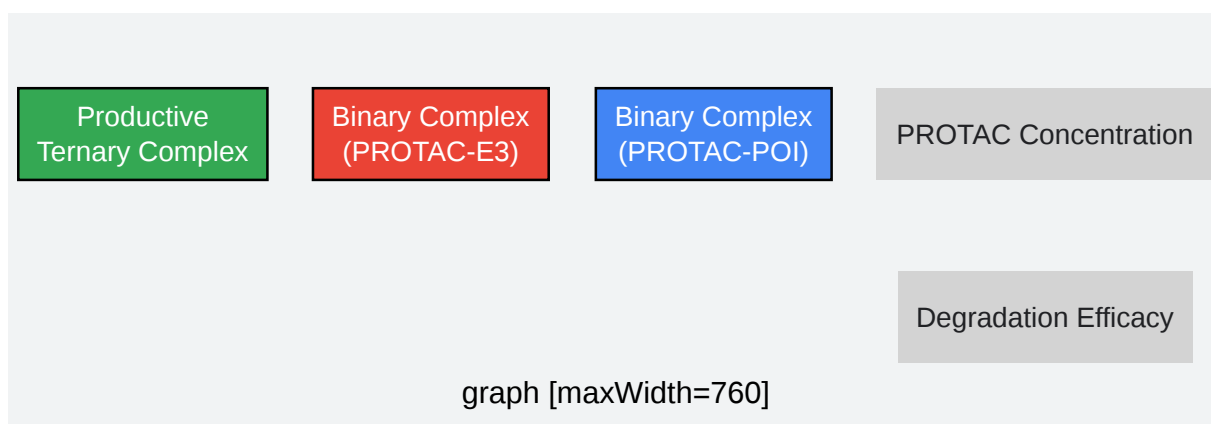 Productive
Ternary Complex
Binary Complex
(PROTAC-E3)
Binary Complex
(PROTAC-POI)
PROTAC Concentration
Degradation Efficacy
graph [maxWidth=760]